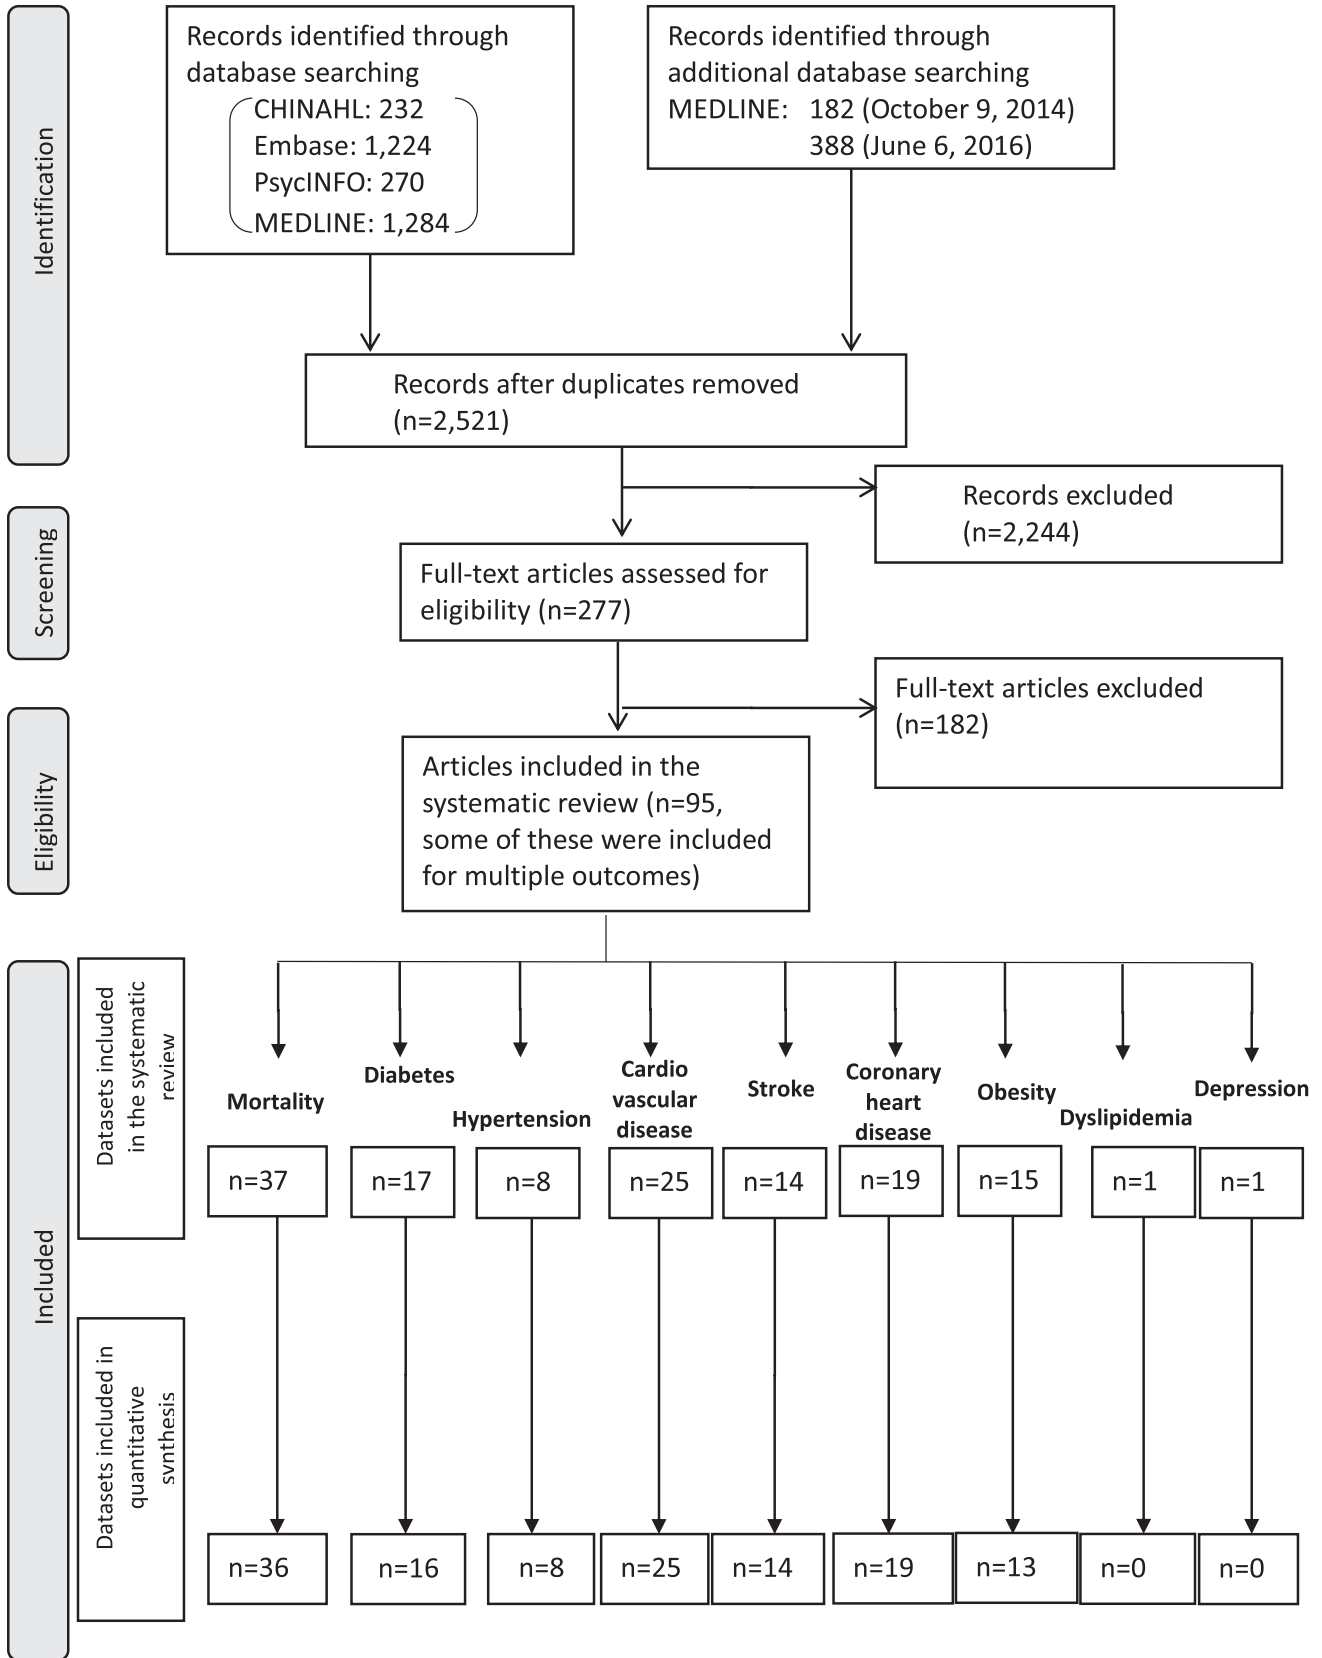 Identification
Records identified through
database searching
CHINAHL: 232
Embase: 1,224
PsycINFO: 270
MEDLINE: 1,284
Records identified through
additional database searching
MEDLINE: 182 (October 9, 2014)
388 (June 6, 2016)
Records after duplicates removed
(n=2,521)
Records excluded
(n=2,244)
Screening
Full-text articles assessed for
eligibility (n=277)
Full-text articles excluded
(n=182)
Eligibility
Articles included in the
systematic review (n=95,
some of these were included
for multiple outcomes)
Included
Datasets included
in the systematic
review
Mortality
Diabetes
Hypertension
Cardio
vascular
disease
Stroke
Coronary
heart
disease
Obesity
Dyslipidemia
Depression
n=37
n=17
n=8
n=25
n=14
n=19
n=15
n=1
n=1
Datasets included in
quantitative
synthesis
n=36
n=16
n=8
n=25
n=14
n=19
n=13
n=0
n=0